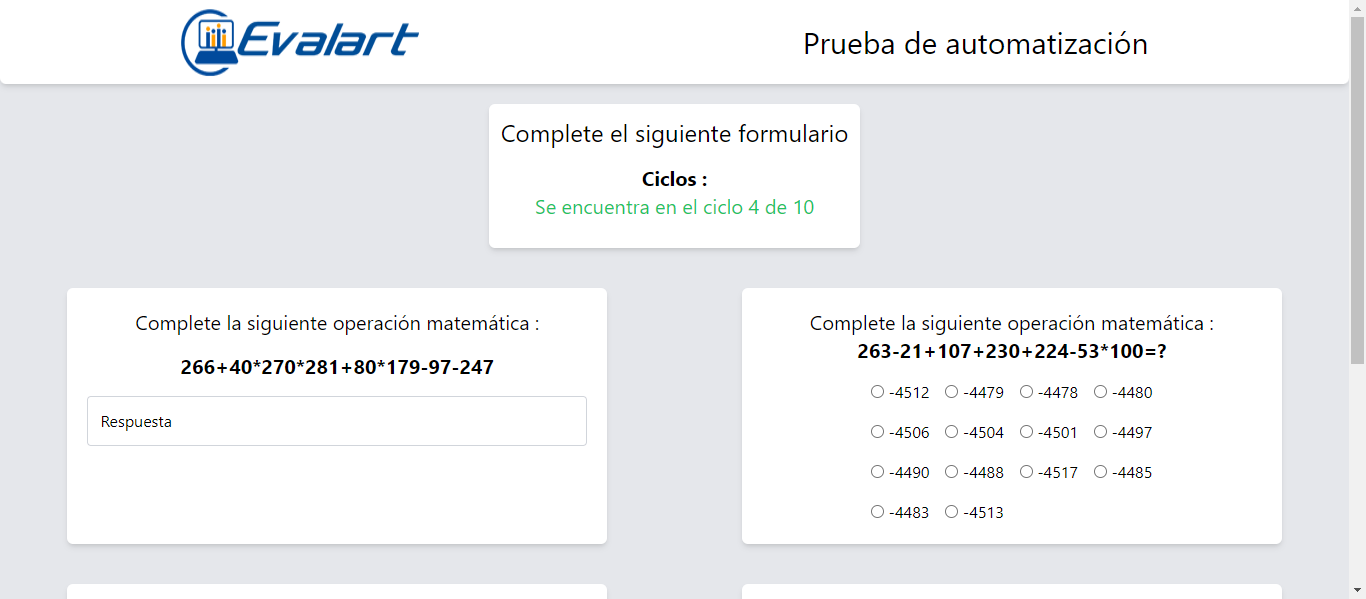 Evalart
Prueba de automatización
Complete el siguiente formulario
Ciclos :
Se encuentra en el ciclo 4 de 10
Complete la siguiente operación matemática :
266+40*270*281+80*179-97-247
Respuesta
Complete la siguiente operación matemática :
263-21+107+230+224-53*100=?
-4512 -4479 -4478 -4480
-4506 -4504 -4501 -4497
-4490 -4488 -4517 -4485
-4483 -4513